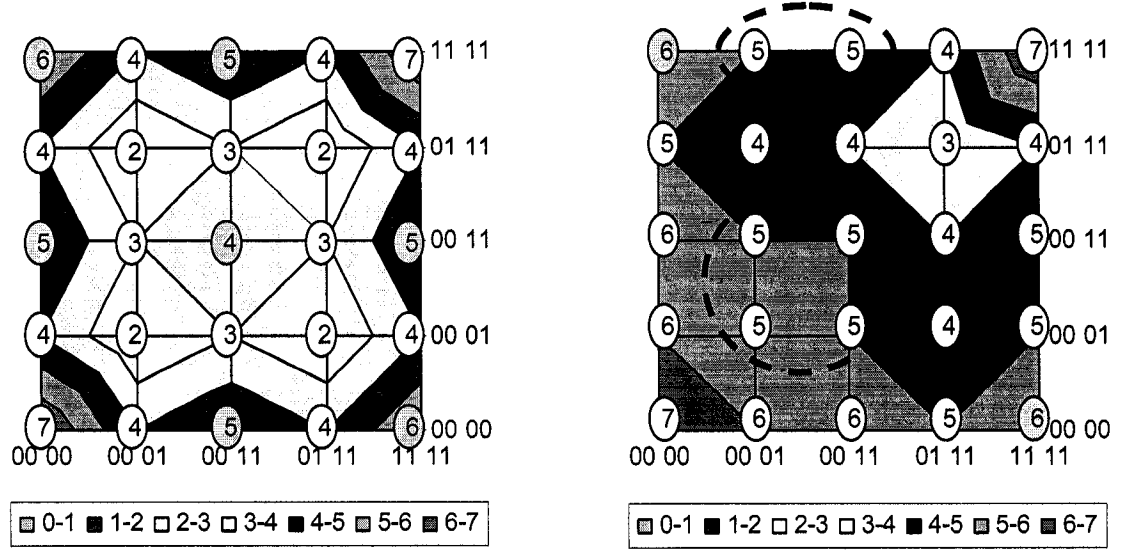 6 4 5 4 7 11 11
4 2 3 2 4 01 11
5 3 4 3 5 00 11
4 2 3 2 4 00 01
7 4 5 4 6 00 00
00 00 00 01 00 11 01 11 11 11
0-1 1-2 2-3 3-4 4-5 5-6 6-7
6 5 5 4 7 11 11
5 4 4 3 4 01 11
6 5 5 4 5 00 11
6 5 5 4 5 00 01
7 6 6 5 6 00 00
00 00 00 01 00 11 01 11 11 11
0-1 1-2 2-3 3-4 4-5 5-6 6-7